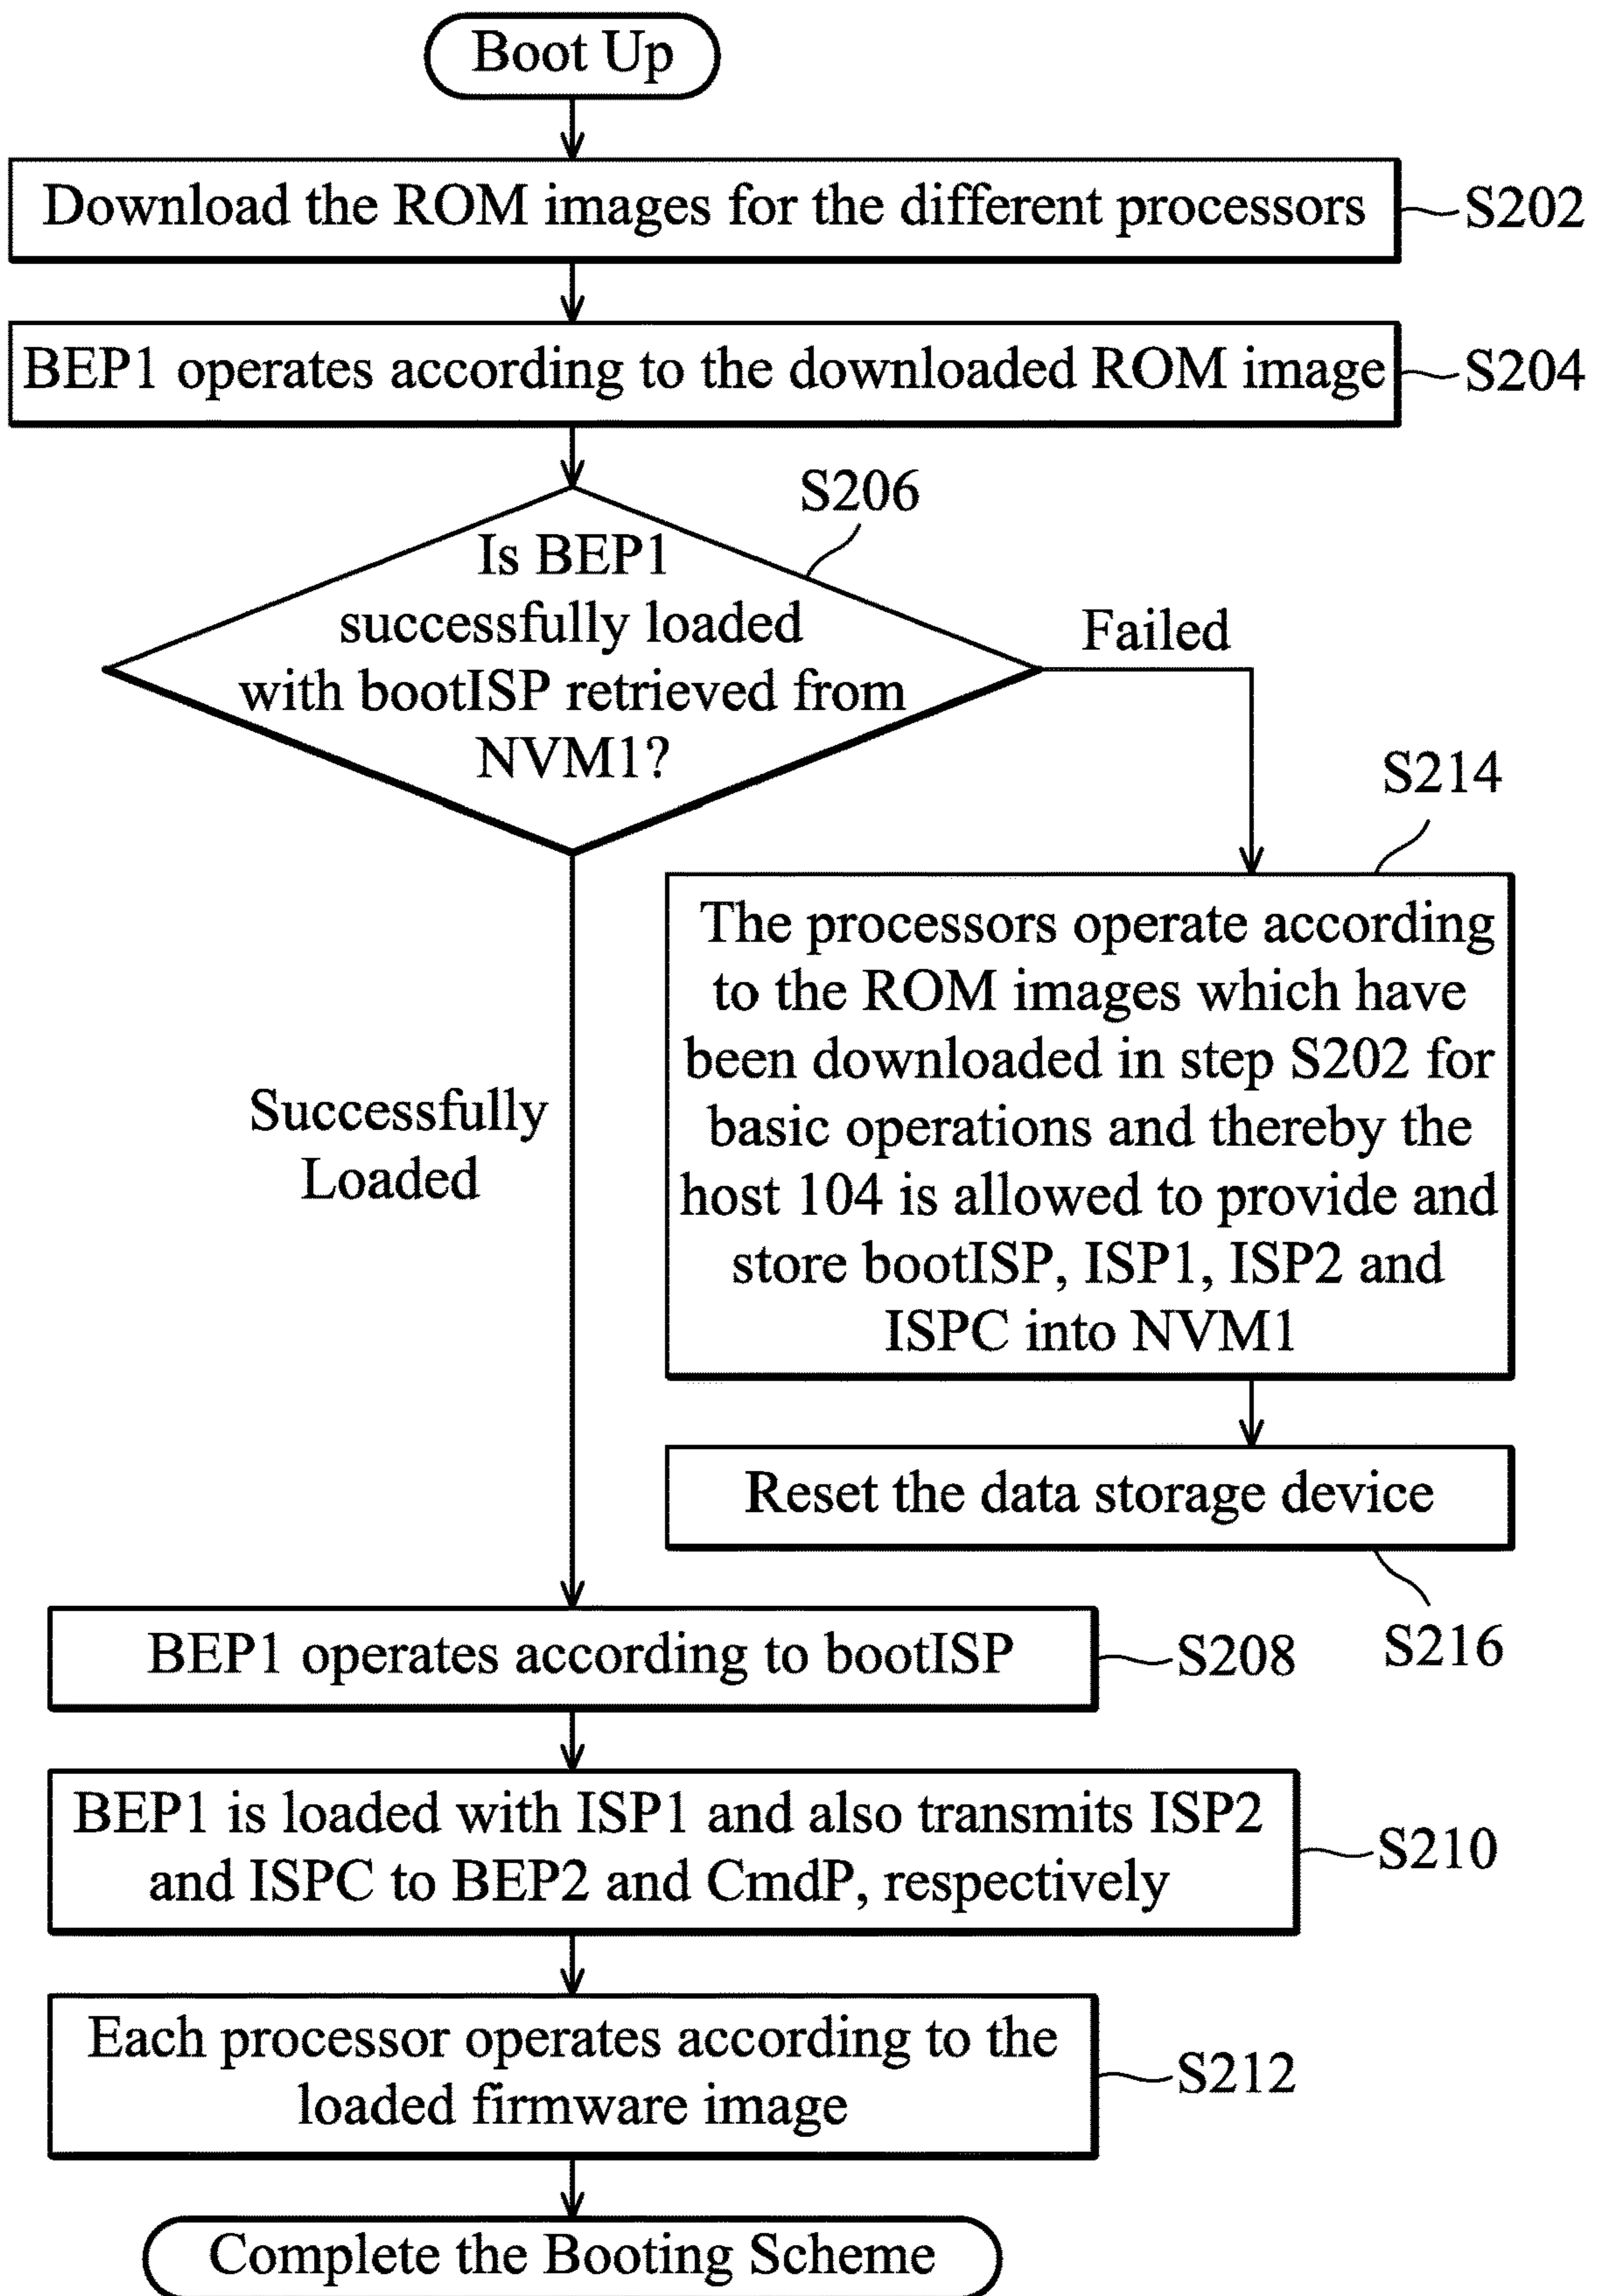 Boot Up
Download the ROM images for the different processors
S202
BEP1 operates according to the downloaded ROM image
S204
S206
Is BEP1
successfully loaded
with bootISP retrieved from
NVM1?
Failed
S214
The processors operate according
to the ROM images which have
been downloaded in step S202 for
basic operations and thereby the
host 104 is allowed to provide and
store bootISP, ISP1, ISP2 and
ISPC into NVM1
Successfully
Loaded
Reset the data storage device
S216
BEP1 operates according to bootISP
S208
BEP1 is loaded with ISP1 and also transmits ISP2
and ISPC to BEP2 and CmdP, respectively
S210
Each processor operates according to the
loaded firmware image
S212
Complete the Booting Scheme